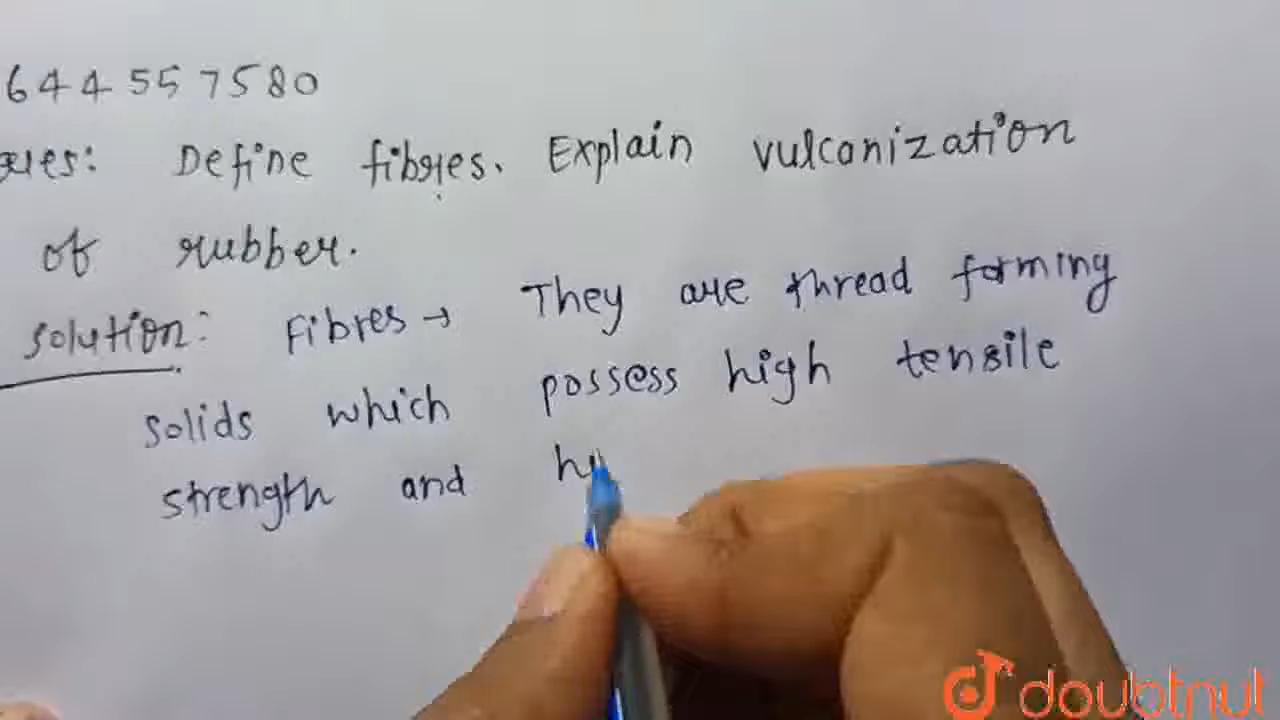 644557580
Define fibres. Explain vulcanization
of rubber.
Solution: Fibres → They are thread forming
solids which possess high tensile
strength and
doubtnut